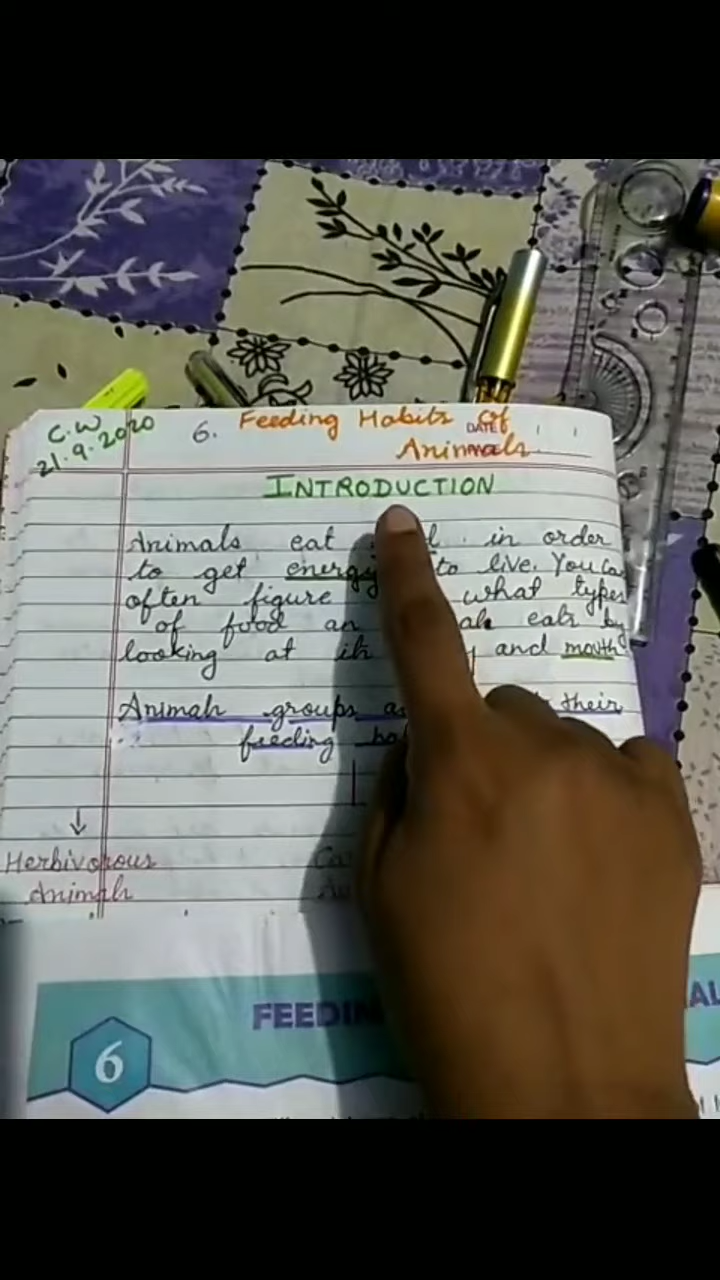 C.W
21.9.2020
6. Feeding Habits of
DATE
Animals
INTRODUCTION
Animals eat in order
to get energy to live. You can
often figure what types
of food an eats by
looking at its and mouth
Animals groups their
feeding
Herbivorous
Animals
FEEDIN
6